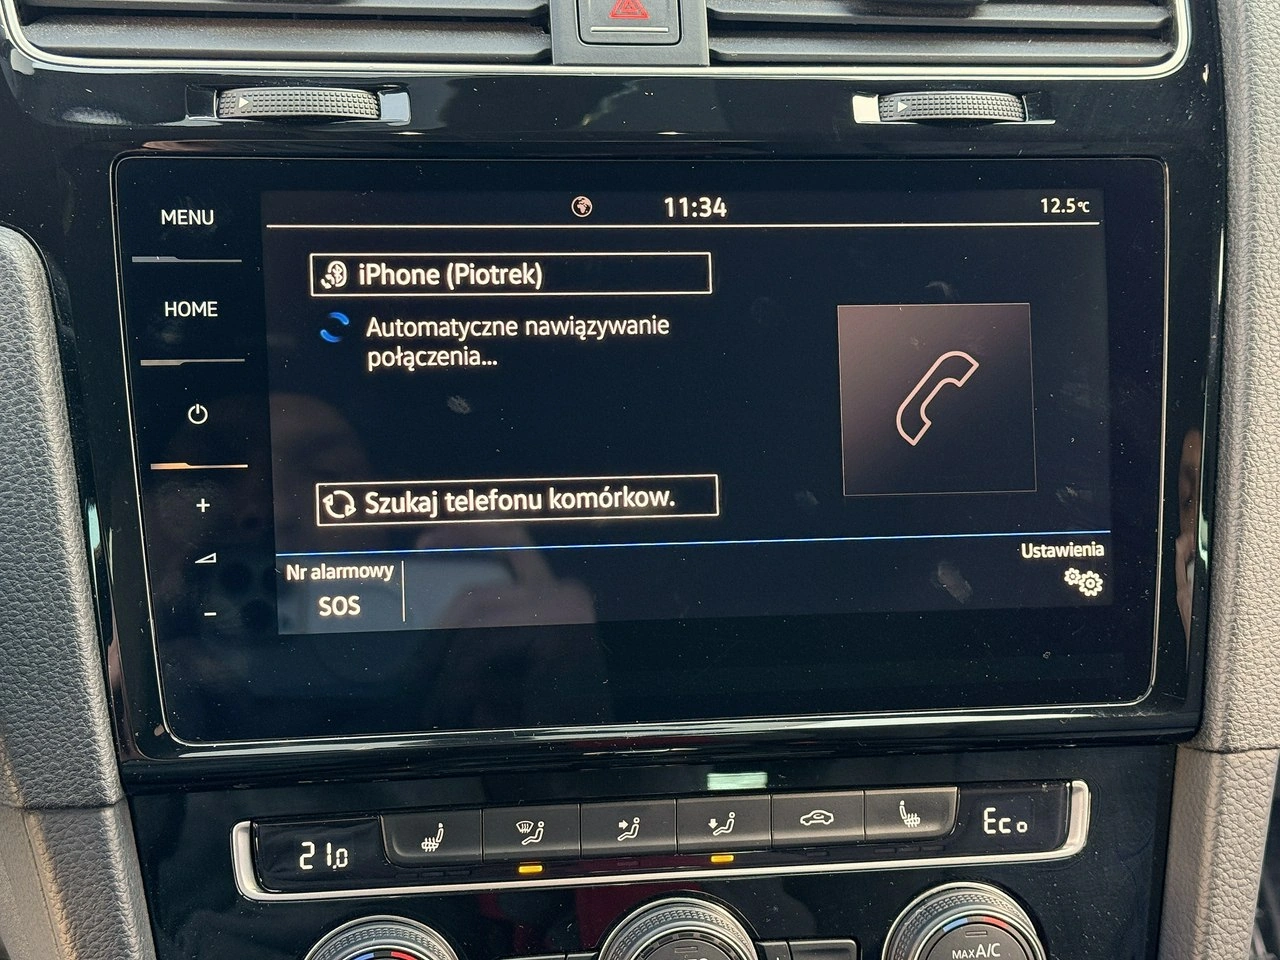 MENU
HOME
11:34
12.5°C
iPhone (Piotrek)
Automatyczne nawiązywanie
połączenia...
Szukaj telefonu komórkow.
Ustawienia
Nr alarmowy
SOS
+
-
21.0
Eco
MAX A/C